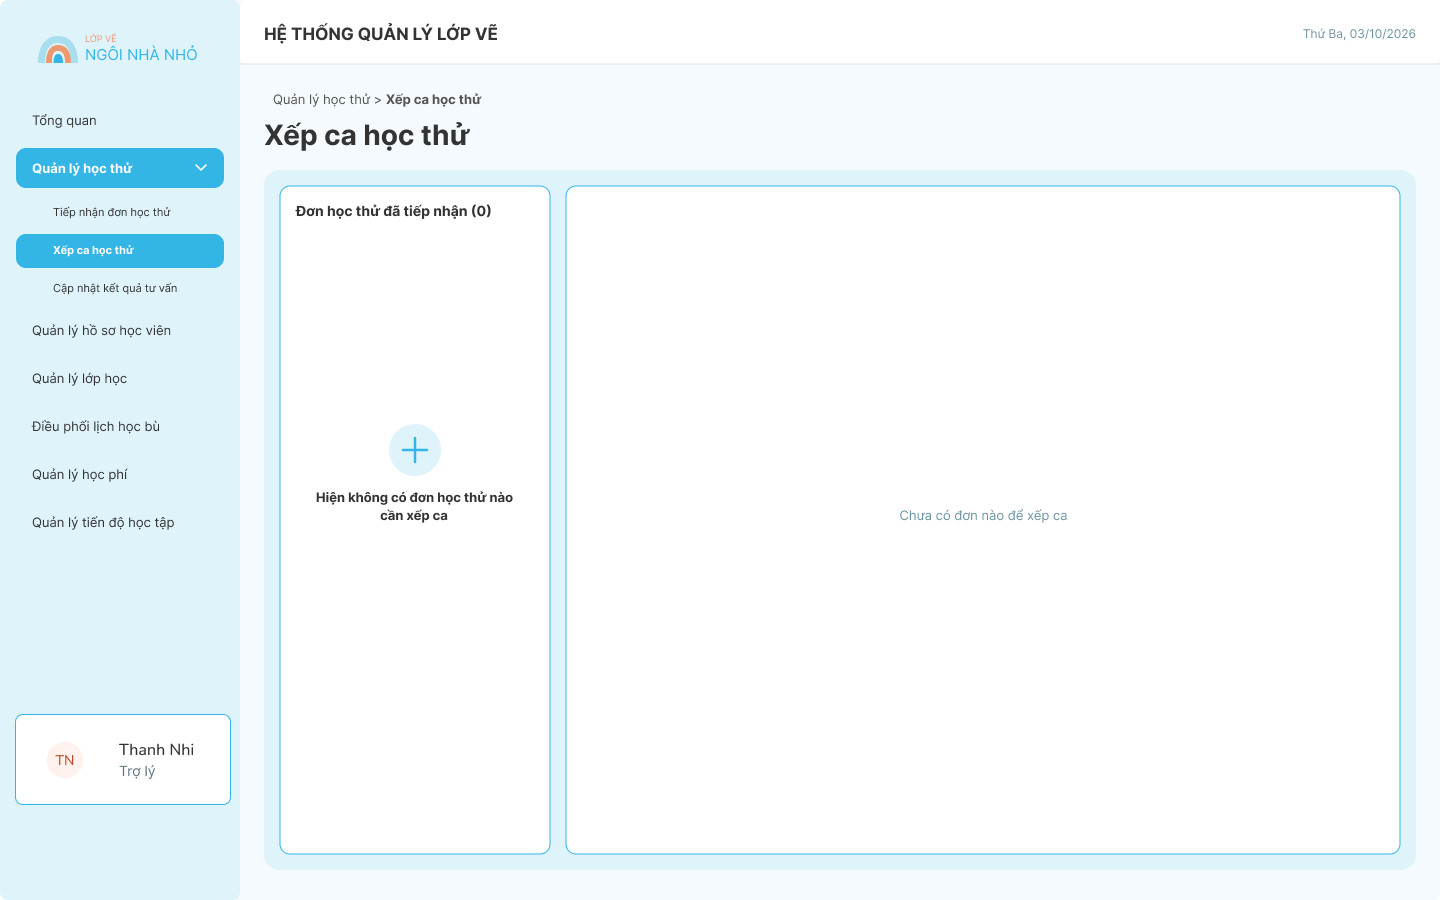 LỚP VẼ
NGÔI NHÀ NHỎ
HỆ THỐNG QUẢN LÝ LỚP VẼ
Thứ Ba, 03/10/2026
Tổng quan
Quản lý học thử
Tiếp nhận đơn học thử
Xếp ca học thử
Cập nhật kết quả tư vấn
Quản lý hồ sơ học viên
Quản lý lớp học
Điều phối lịch học bù
Quản lý học phí
Quản lý tiến độ học tập
TN
Thanh Nhi
Trợ lý
Quản lý học thử > Xếp ca học thử
Xếp ca học thử
Đơn học thử đã tiếp nhận (0)
Hiện không có đơn học thử nào
cần xếp ca
Chưa có đơn nào để xếp ca